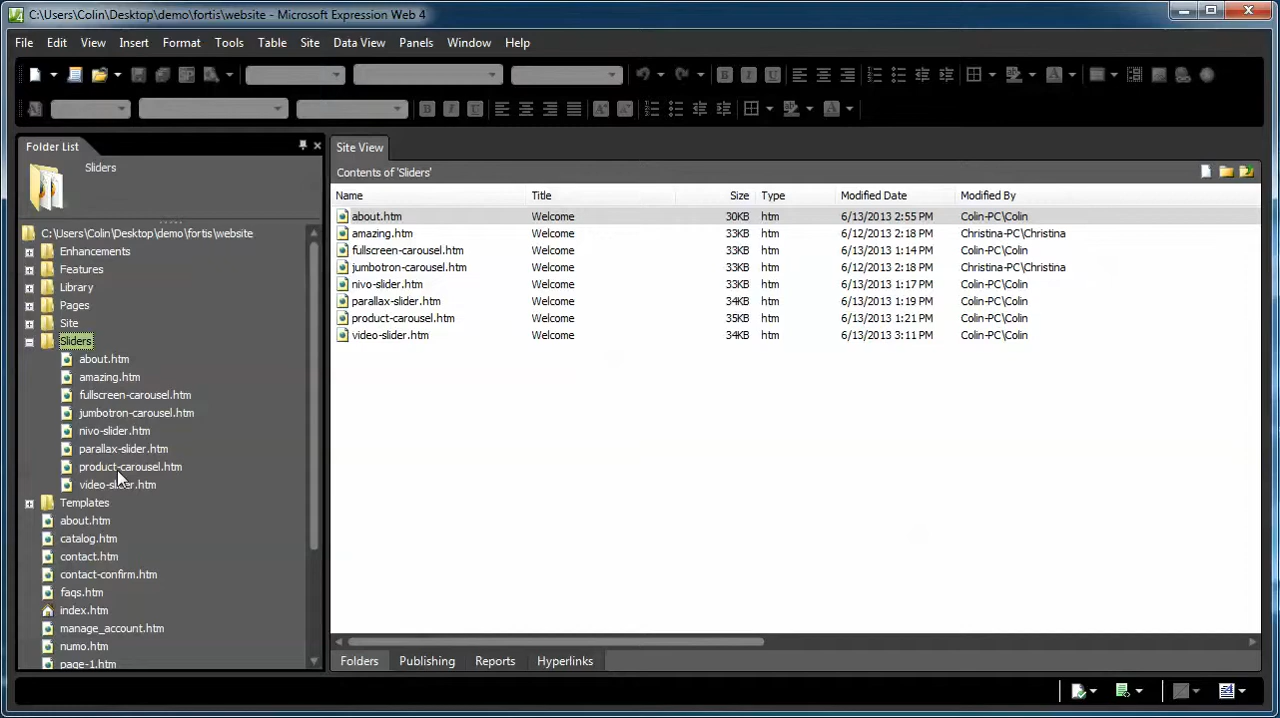 C:\Users\Colin\Desktop\demo\fortis\website - Microsoft Expression Web 4
File Edit View Insert Format Tools Table Site Data View Panels Window Help
Folder List
Sliders
C:\Users\Colin\Desktop\demo\fortis\website
Enhancements
Features
Library
Pages
Site
Sliders
about.htm
amazing.htm
fullscreen-carousel.htm
jumbotron-carousel.htm
nivo-slider.htm
parallax-slider.htm
product-carousel.htm
video-slider.htm
Templates
about.htm
catalog.htm
contact.htm
contact-confirm.htm
faqs.htm
index.htm
manage_account.htm
numo.htm
page-1.htm
Site View
Contents of 'Sliders'
Name Title Size Type Modified Date Modified By
about.htm Welcome 30KB htm 6/13/2013 2:55 PM Colin-PC\Colin
amazing.htm Welcome 33KB htm 6/12/2013 2:18 PM Christina-PC\Christina
fullscreen-carousel.htm Welcome 33KB htm 6/13/2013 1:14 PM Colin-PC\Colin
jumbotron-carousel.htm Welcome 33KB htm 6/12/2013 2:18 PM Christina-PC\Christina
nivo-slider.htm Welcome 33KB htm 6/13/2013 1:17 PM Colin-PC\Colin
parallax-slider.htm Welcome 34KB htm 6/13/2013 1:19 PM Colin-PC\Colin
product-carousel.htm Welcome 35KB htm 6/13/2013 1:21 PM Colin-PC\Colin
video-slider.htm Welcome 34KB htm 6/13/2013 3:11 PM Colin-PC\Colin
Folders Publishing Reports Hyperlinks